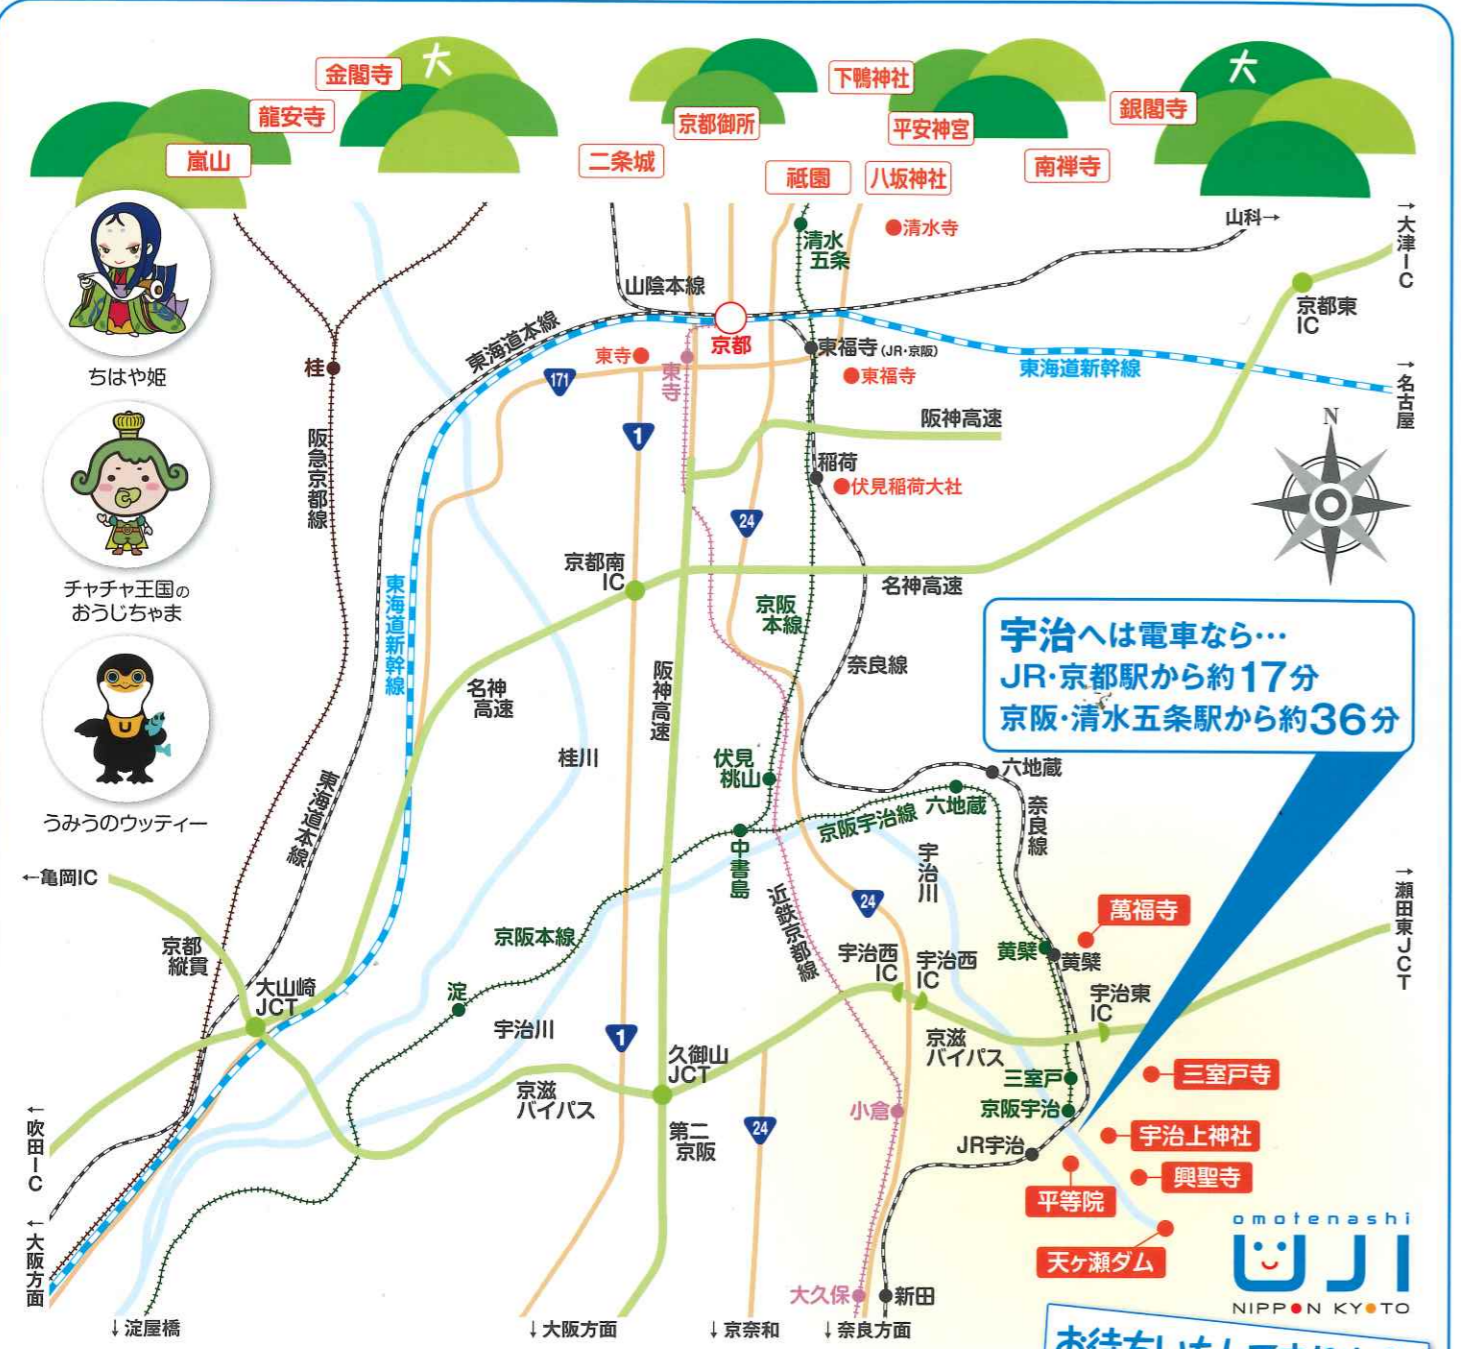 金閣寺
大
龍安寺
嵐山
京都御所
二条城
下鴨神社
平安神宮
祇園
八坂神社
南禅寺
銀閣寺
大
ちはや姫
チャチャ王国の
おうじちゃま
うみうのウッティー
清水
五条
清水寺
山科→
→大津IC
京都東
IC
山陰本線
東海道本線
京都
東寺
東寺
東福寺(JR・京阪)
東福寺
東海道新幹線
→名古屋
桂
171
1
阪神高速
阪急京都線
稲荷
伏見稲荷大社
24
N
京都南
IC
名神高速
東海道新幹線
京阪
本線
奈良線
宇治へは電車なら…
JR・京都駅から約17分
京阪・清水五条駅から約36分
名神
高速
阪神高速
桂川
伏見
桃山
六地蔵
六地蔵
東海道本線
京阪宇治線
奈良線
中書島
宇治川
←亀岡IC
→瀬田東JCT
24
萬福寺
近鉄京都線
京阪本線
京都
縦貫
宇治西
IC
宇治西
IC
黄檗
黄檗
大山崎
JCT
淀
宇治東
IC
宇治川
1
京滋
バイパス
久御山
JCT
三室戸
三室戸寺
京滋
バイパス
小倉
京阪宇治
24
第二
京阪
宇治上神社
JR宇治
←吹田IC
興聖寺
平等院
←大阪方面
天ヶ瀬ダム
omotenashi
UJI
NIPPON KYOTO
大久保
新田
↓淀屋橋
↓大阪方面
↓京奈和
↓奈良方面